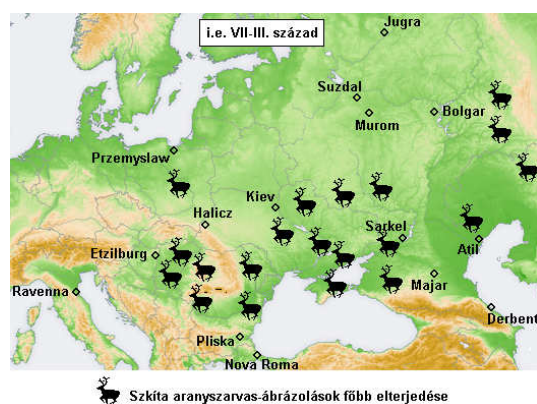 i.e. VII-III. század
Jugra
Suzdal
Murom
Bolgar
Przemyslaw
Kiev
Halicz
Sarkel
Etzilburg
Atil
Ravenna
Majar
Derbent
Pliska
Nova Roma
Szkíta aranyszarvas-ábrázolások főbb elterjedése